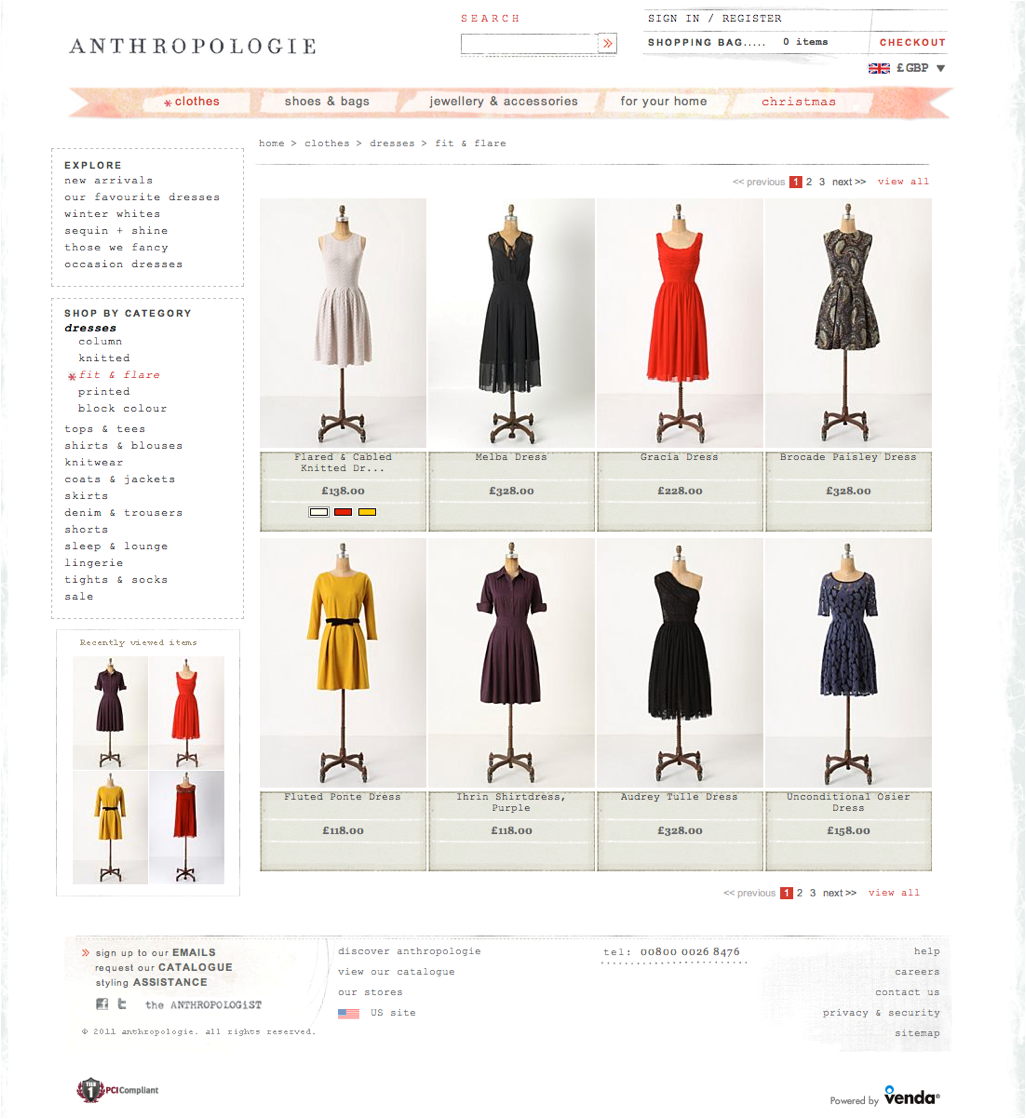 SEARCH
SIGN IN / REGISTER
ANTHROPOLOGIE
SHOPPING BAG..... 0 items CHECKOUT
£GBP
clothes shoes & bags jewellery & accessories for your home christmas
home > clothes > dresses > fit & flare
<< previous 1 2 3 next >> view all
EXPLORE
new arrivals
our favourite dresses
winter whites
sequin + shine
those we fancy
occasion dresses
SHOP BY CATEGORY
dresses
column
knitted
fit & flare
printed
block colour
tops & tees
shirts & blouses
knitwear
coats & jackets
skirts
denim & trousers
shorts
sleep & lounge
lingerie
tights & socks
sale
Recently viewed items
Flared & Cabled
Knitted Dr...
£138.00
Melba Dress
£328.00
Gracia Dress
£228.00
Brocade Paisley Dress
£328.00
Fluted Ponte Dress
£118.00
Ihrin Shirtdress,
Purple
£118.00
Audrey Tulle Dress
£328.00
Unconditional Osier
Dress
£158.00
<< previous 1 2 3 next >> view all
sign up to our EMAILS
request our CATALOGUE
styling ASSISTANCE
the ANTHROPOLOGiST
© 2011 anthropologie. all rights reserved.
discover anthropologie
view our catalogue
our stores
US site
tel: 00800 0026 8476
help
careers
contact us
privacy & security
sitemap
TIER 1 PCI Compliant
Powered by venda